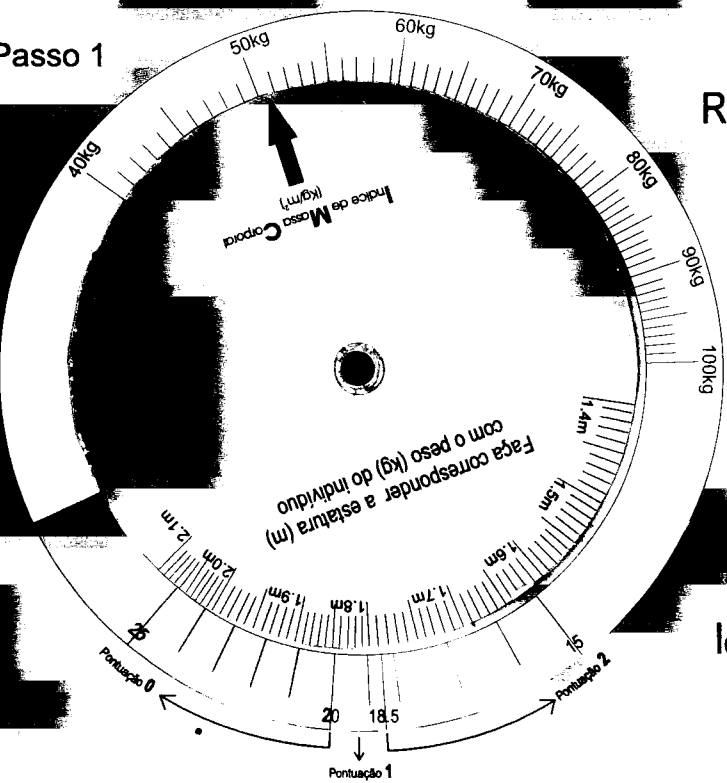 Passo 1
R
40kg
50kg
60kg
70kg
80kg
90kg
100kg
Índice de Massa Corporal
(kg/m²)
Faça corresponder a estatura (m)
com o peso (kg) do indivíduo
1.4m
1.5m
1.6m
1.7m
1.8m
1.9m
2.0m
2.1m
25
20
18.5
15
Pontuação 0
Pontuação 1
Pontuação 2